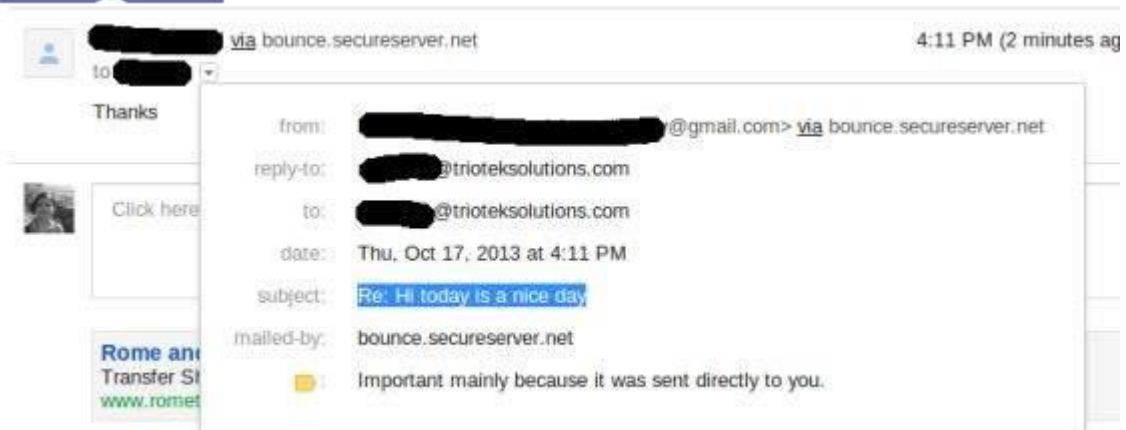 via bounce.secureserver.net 4:11 PM (2 minutes ag
to
Thanks
from: @gmail.com> via bounce.secureserver.net
reply-to: @trioteksolutions.com
Click here
to: @trioteksolutions.com
date: Thu, Oct 17, 2013 at 4:11 PM
subject: Re: Hi today is a nice day
mailed-by: bounce.secureserver.net
: Important mainly because it was sent directly to you.
Rome and
Transfer Sh
www.romet